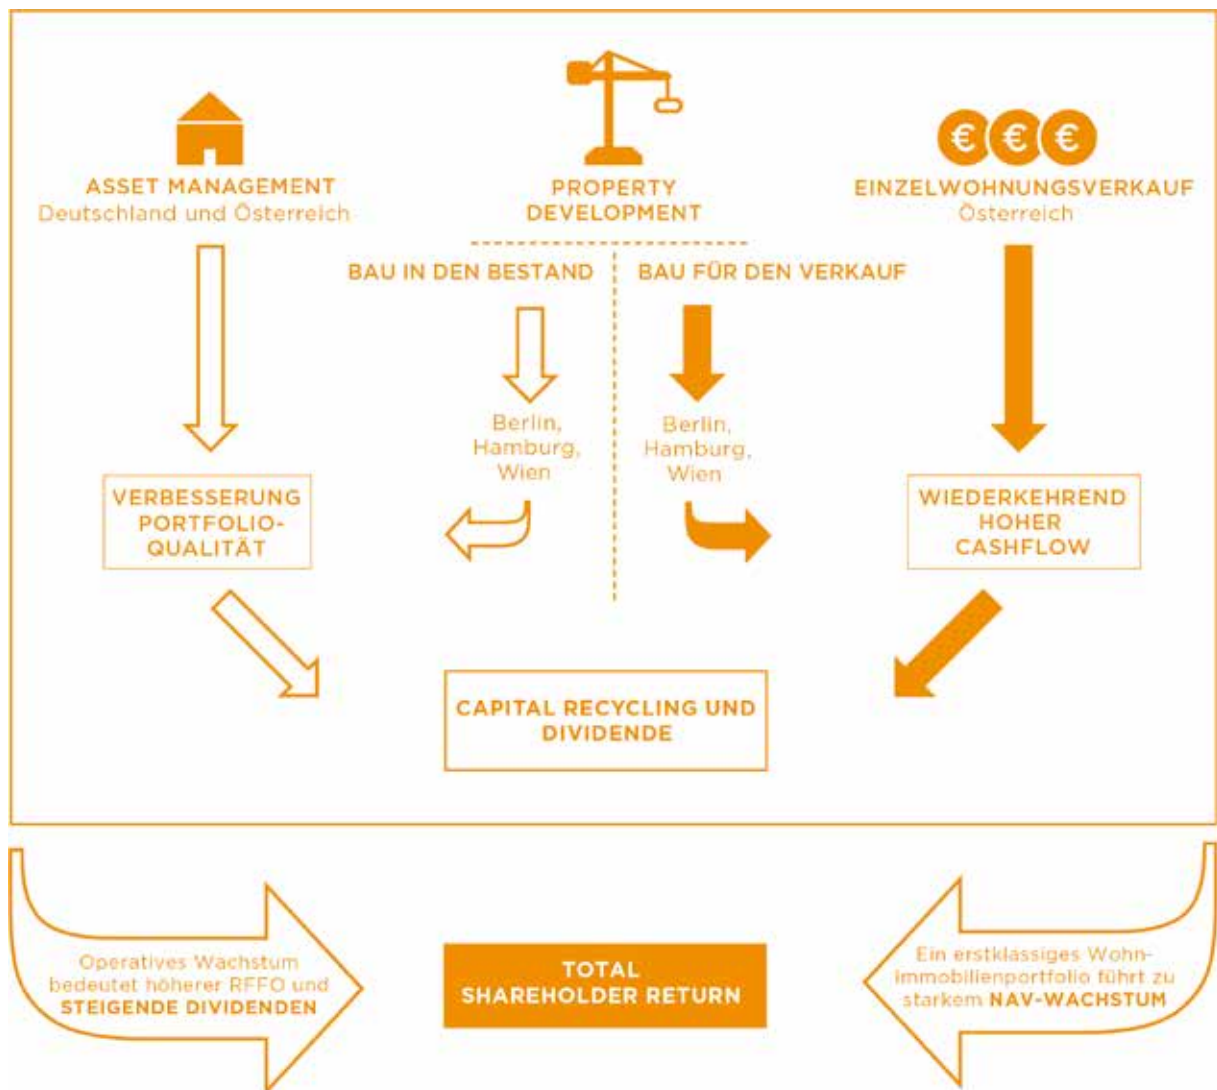 ASSET MANAGEMENT
Deutschland und Österreich
PROPERTY
DEVELOPMENT
€ € €
EINZELWOHNUNGSVERKAUF
Österreich
BAU IN DEN BESTAND
BAU FÜR DEN VERKAUF
Berlin,
Hamburg,
Wien
Berlin,
Hamburg,
Wien
VERBESSERUNG
PORTFOLIO-
QUALITÄT
WIEDERKEHREND
HOHER
CASHFLOW
CAPITAL RECYCLING UND
DIVIDENDE
Operatives Wachstum
bedeutet höherer RFFO und
STEIGENDE DIVIDENDEN
TOTAL
SHAREHOLDER RETURN
Ein erstklassiges Wohn-
immobilienportfolio führt zu
starkem NAV-WACHSTUM